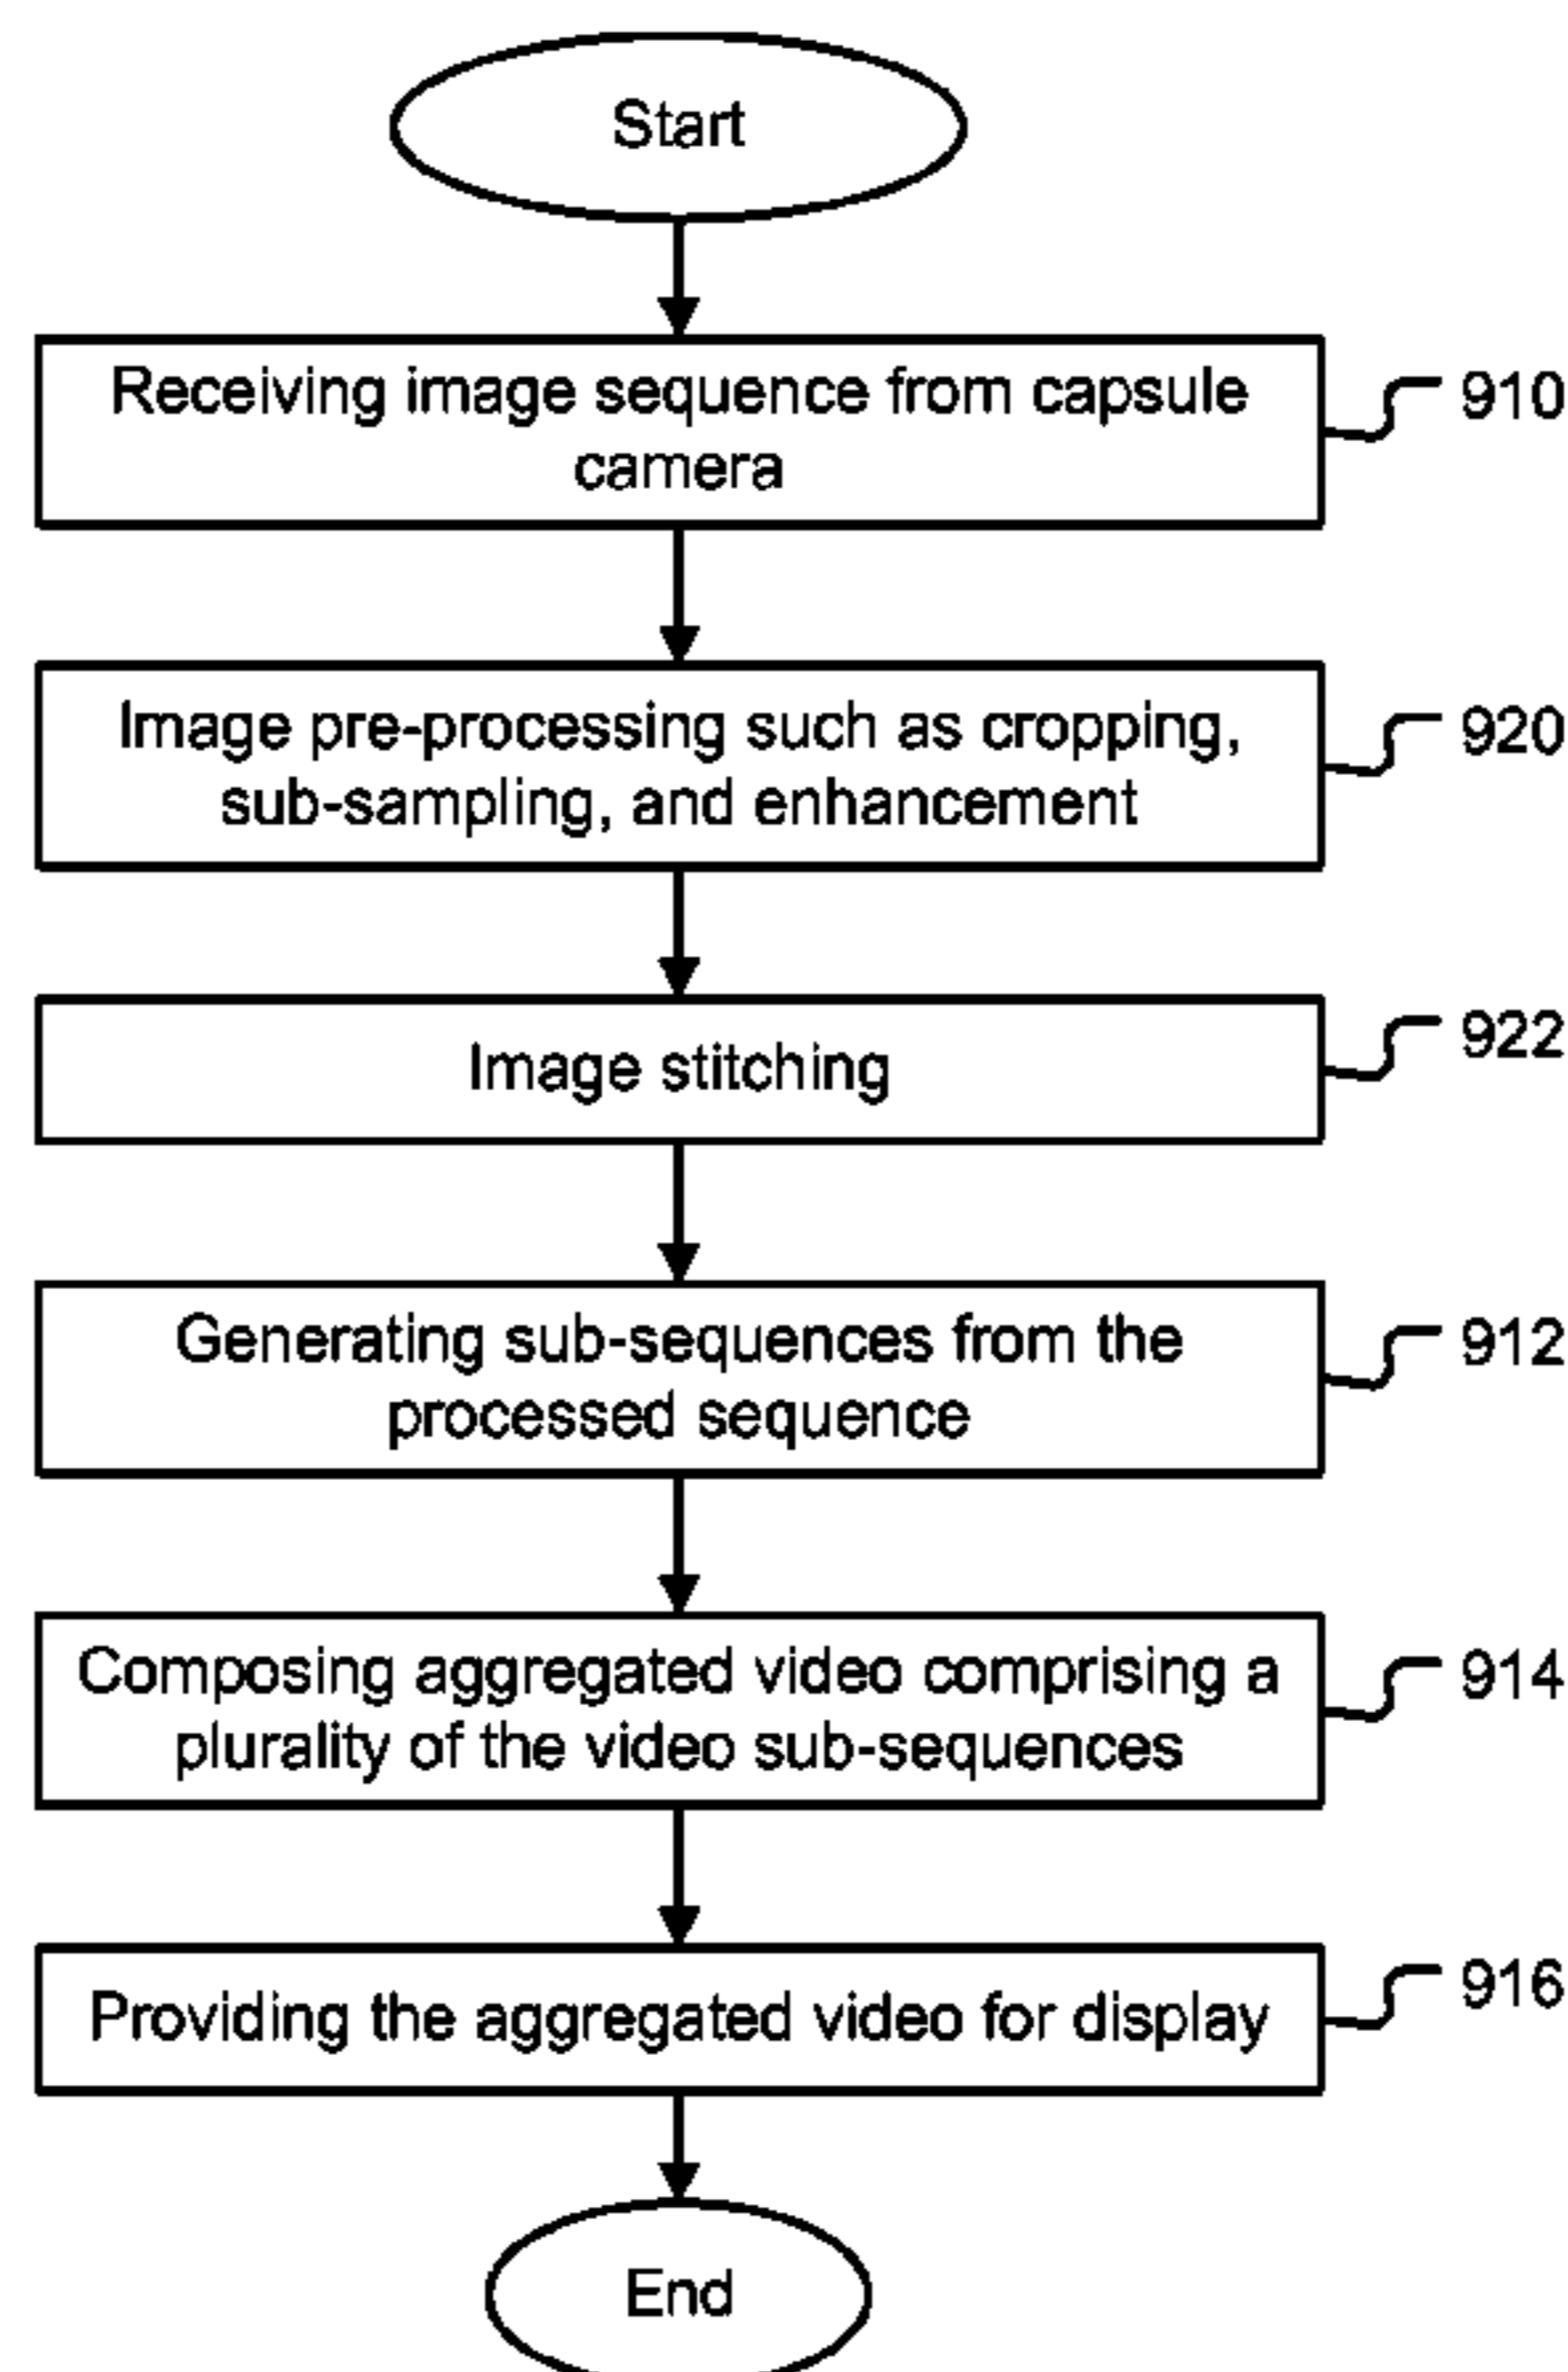 Start
Receiving image sequence from capsule
camera
910
Image pre-processing such as cropping,
sub-sampling, and enhancement
920
Image stitching
922
Generating sub-sequences from the
processed sequence
912
Composing aggregated video comprising a
plurality of the video sub-sequences
914
Providing the aggregated video for display
916
End